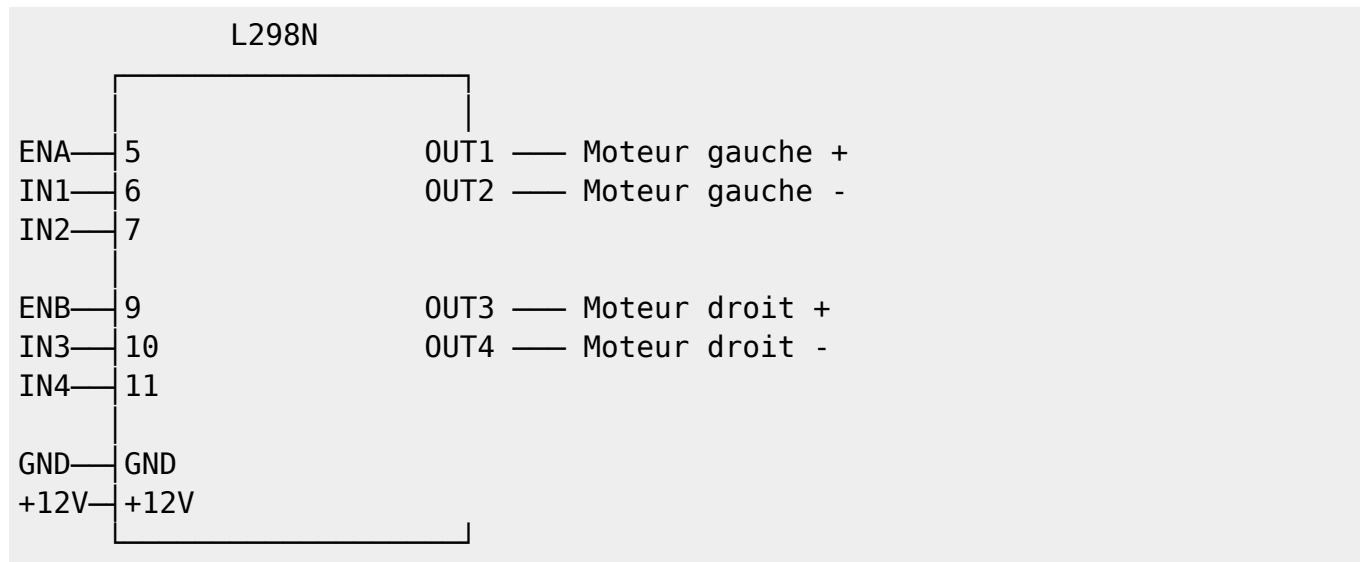 L298N
ENA 5 OUT1 ─── Moteur gauche +
IN1 6 OUT2 ─── Moteur gauche -
IN2 7
ENB 9 OUT3 ─── Moteur droit +
IN3 10 OUT4 ─── Moteur droit -
IN4 11
GND GND
+12V +12V